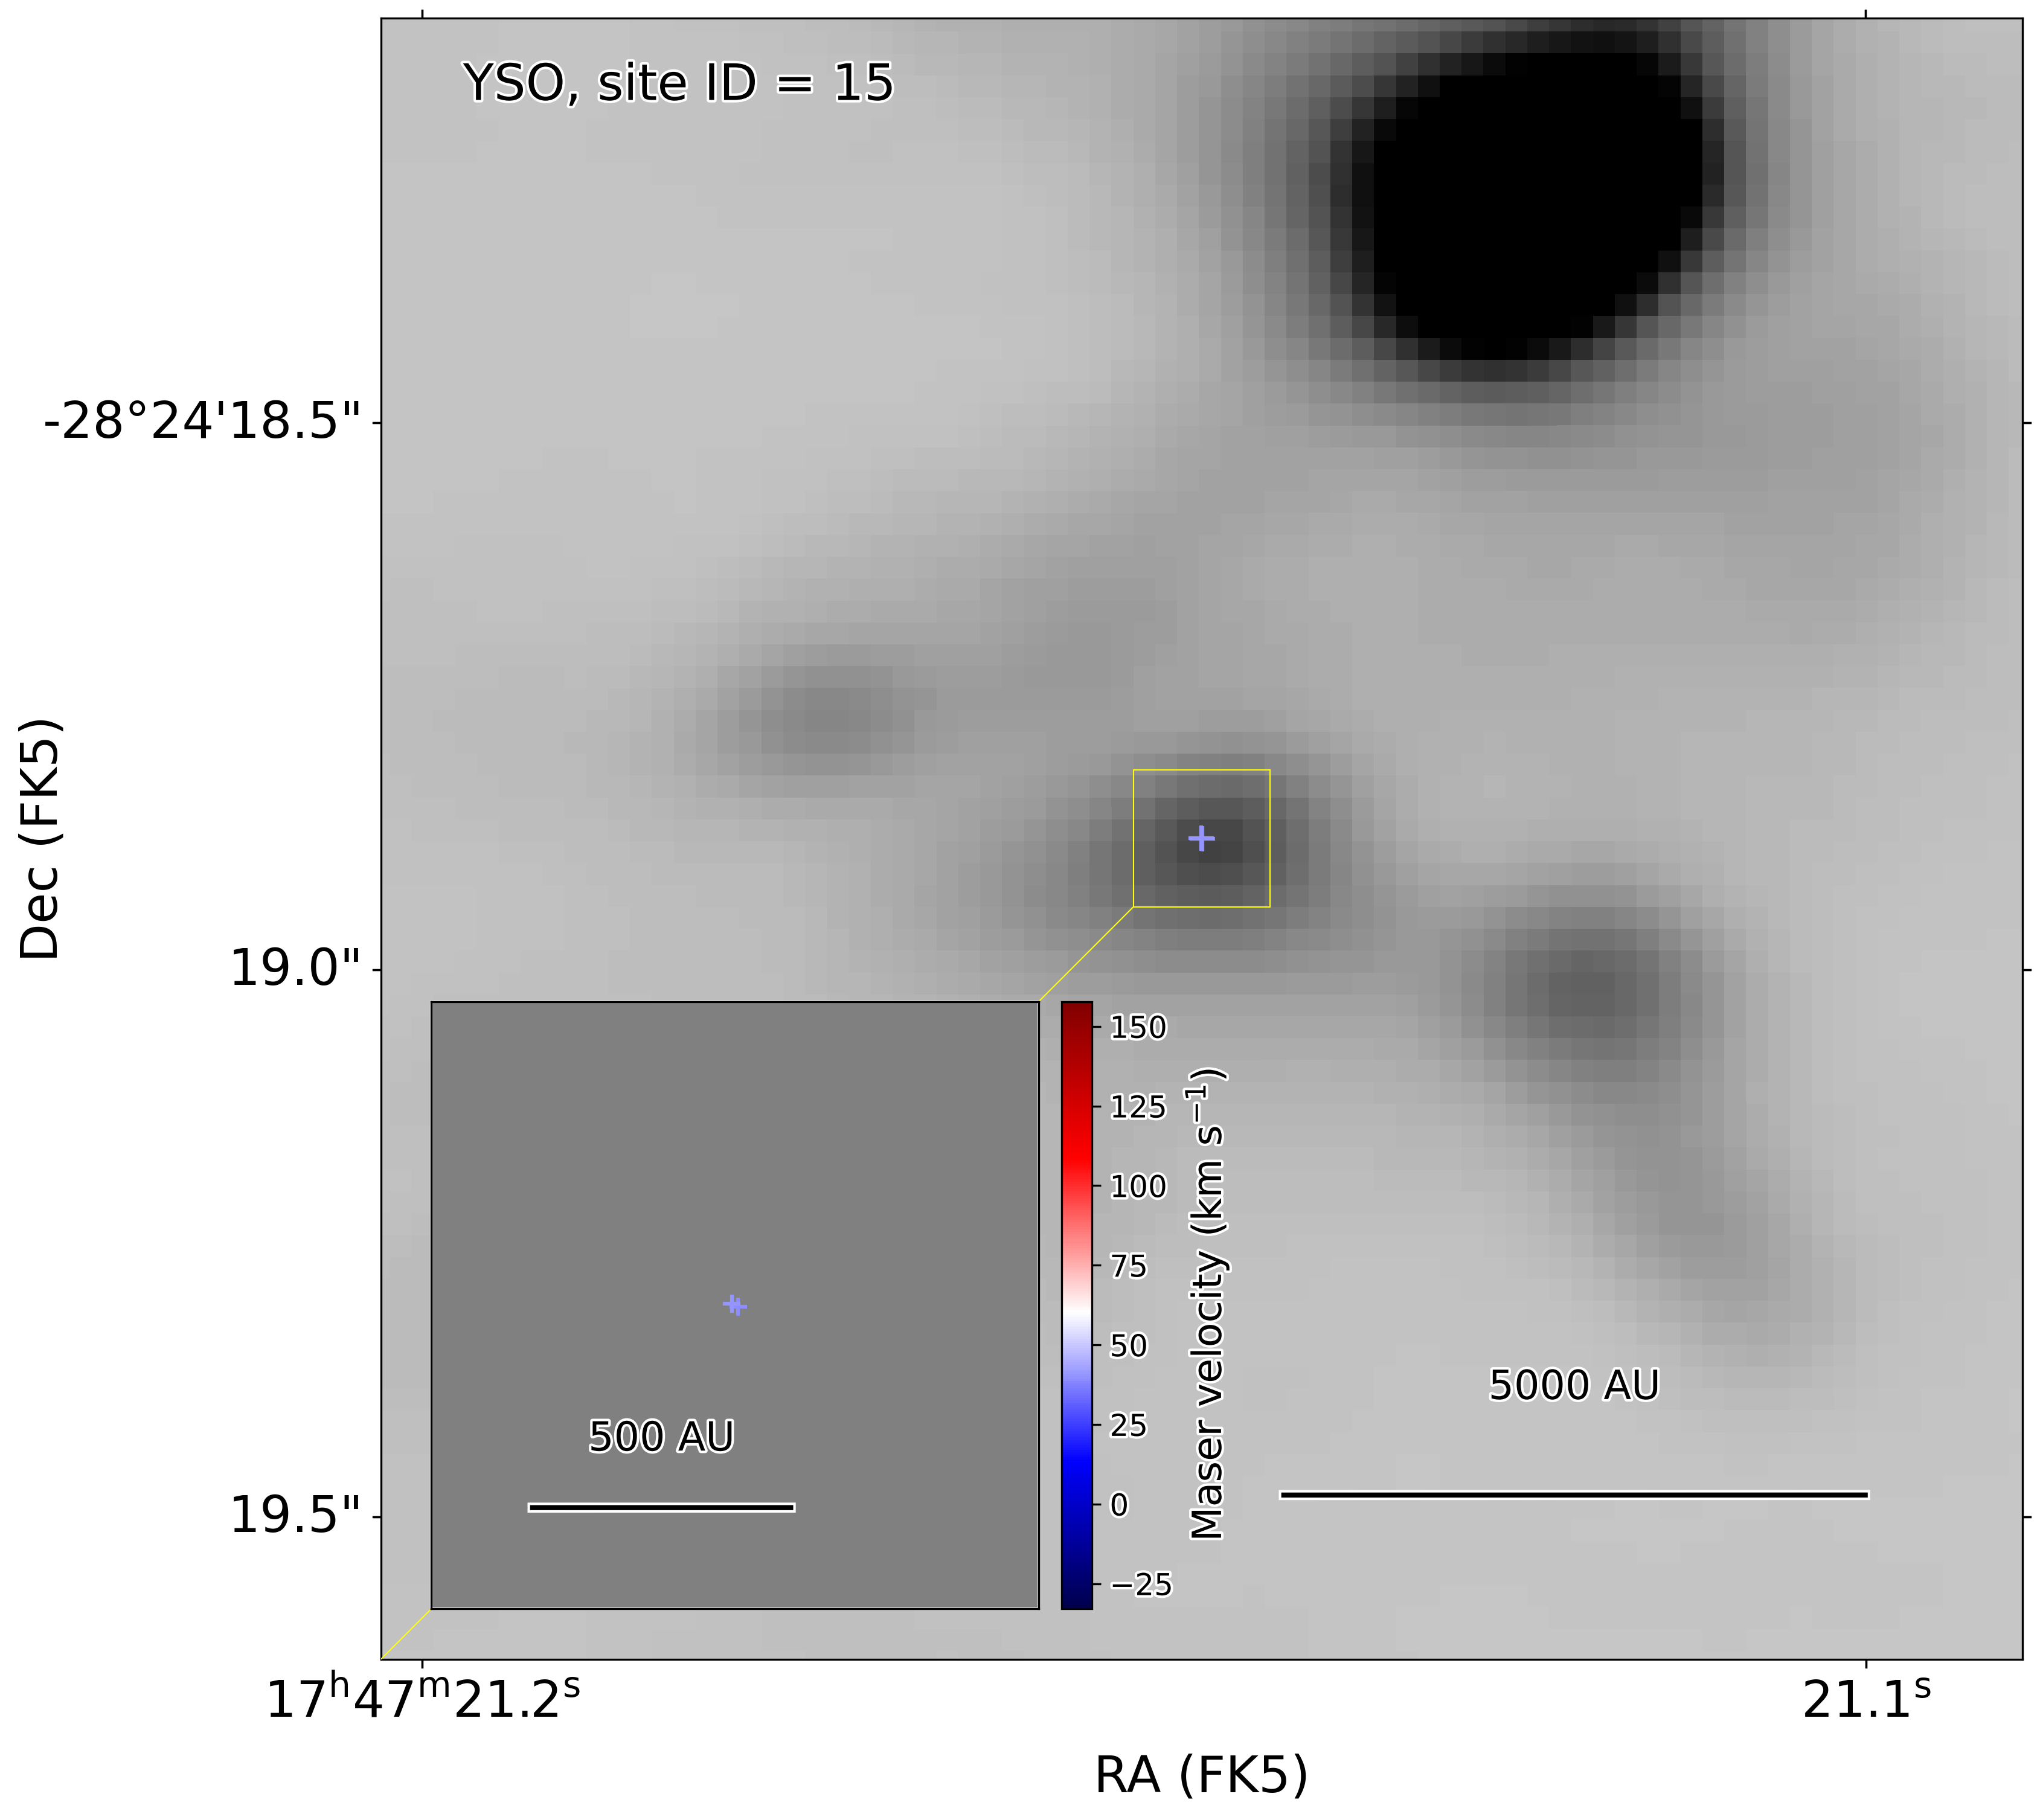 YSO, site ID = 15
-28°24'18.5"
19.0"
19.5"
Dec (FK5)
150
125
100
75
50
25
0
−25
Maser velocity (km s⁻¹)
500 AU
5000 AU
17ʰ47ᵐ21.2ˢ
21.1ˢ
RA (FK5)